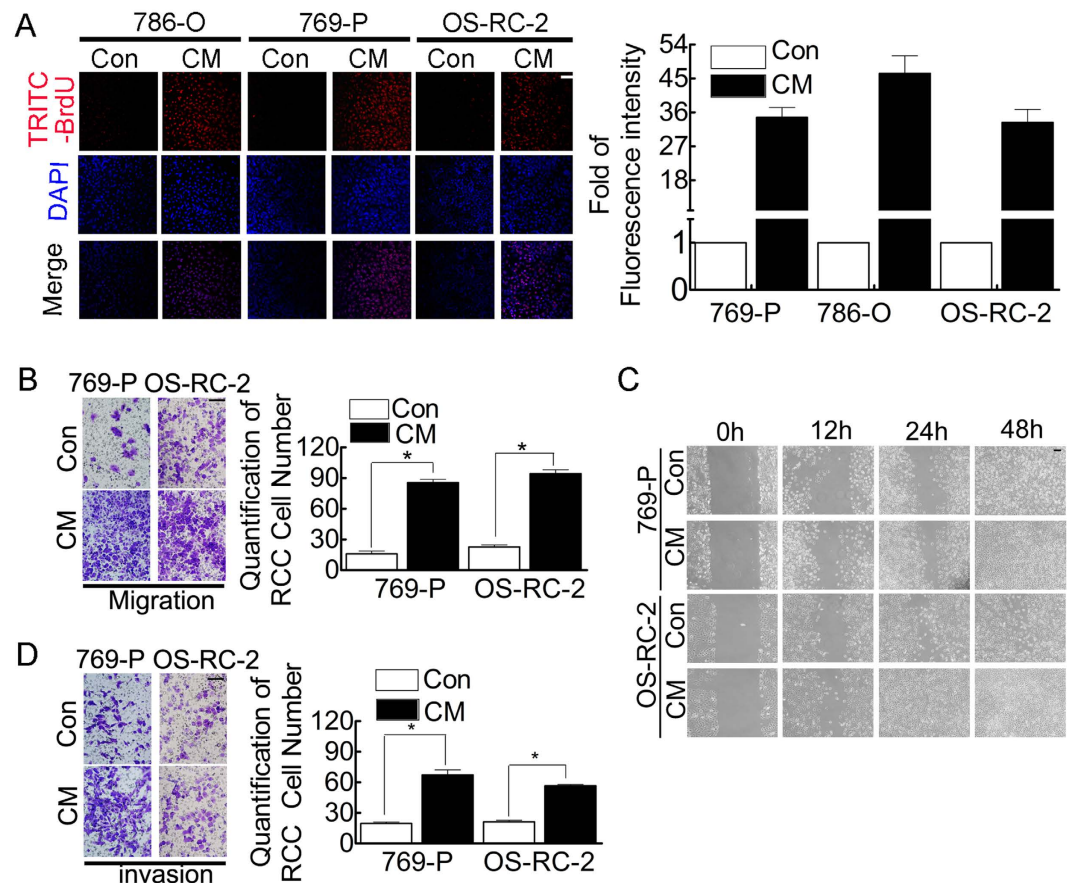 A
786-O 769-P OS-RC-2
Con CM Con CM Con CM
TRITC
-BrdU
DAPI
Merge
Fold of
Fluorescence intensity
54
45
36
27
18
1
0
Con
CM
769-P 786-O OS-RC-2
B
769-P OS-RC-2
Con
CM
Migration
Quantification of
RCC Cell Number
Con
CM
120
90
60
30
0
* *
769-P OS-RC-2
C
0h 12h 24h 48h
769-P
Con
CM
OS-RC-2
Con
CM
D
769-P OS-RC-2
Con
CM
invasion
Quantification of
RCC Cell Number
Con
CM
120
90
60
30
0
* *
769-P OS-RC-2